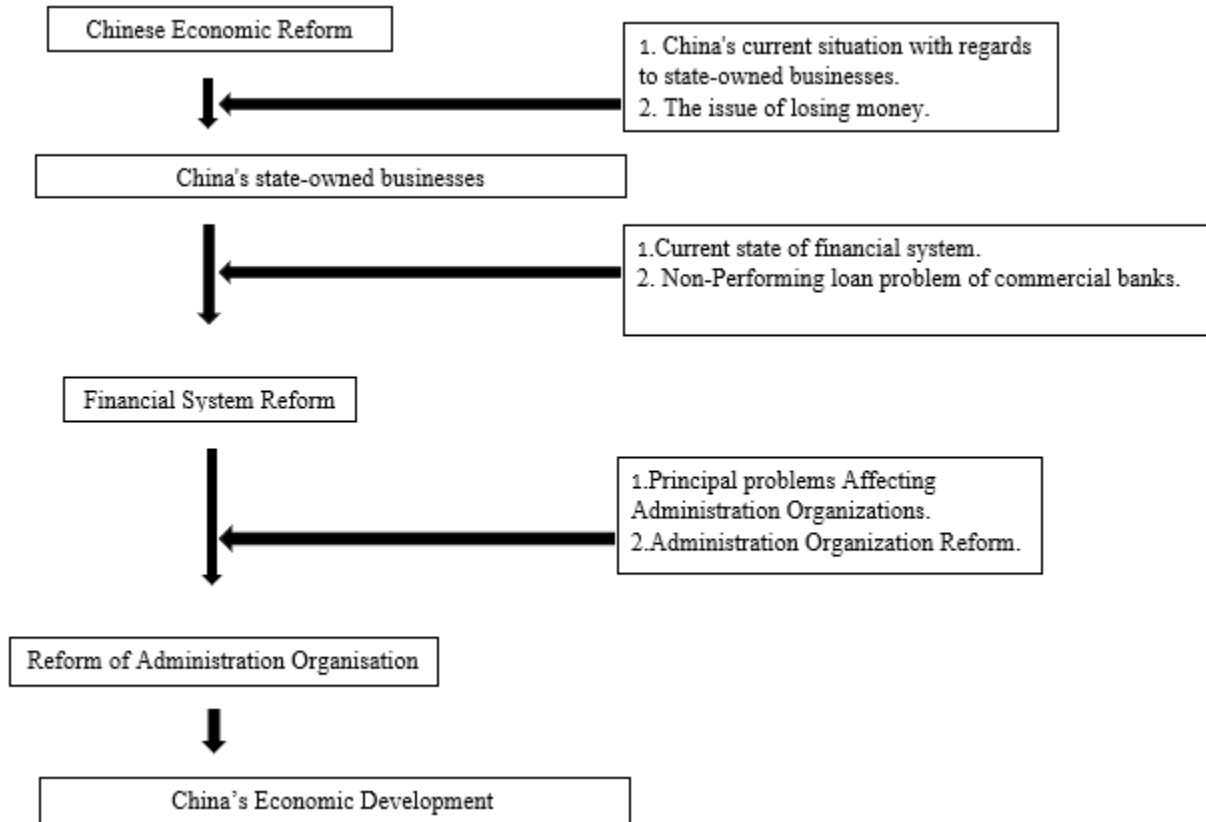 Chinese Economic Reform
1. China's current situation with regards
to state-owned businesses.
2. The issue of losing money.
China's state-owned businesses
1.Current state of financial system.
2. Non-Performing loan problem of commercial banks.
Financial System Reform
1.Principal problems Affecting
Administration Organizations.
2.Administration Organization Reform.
Reform of Administration Organisation
China’s Economic Development